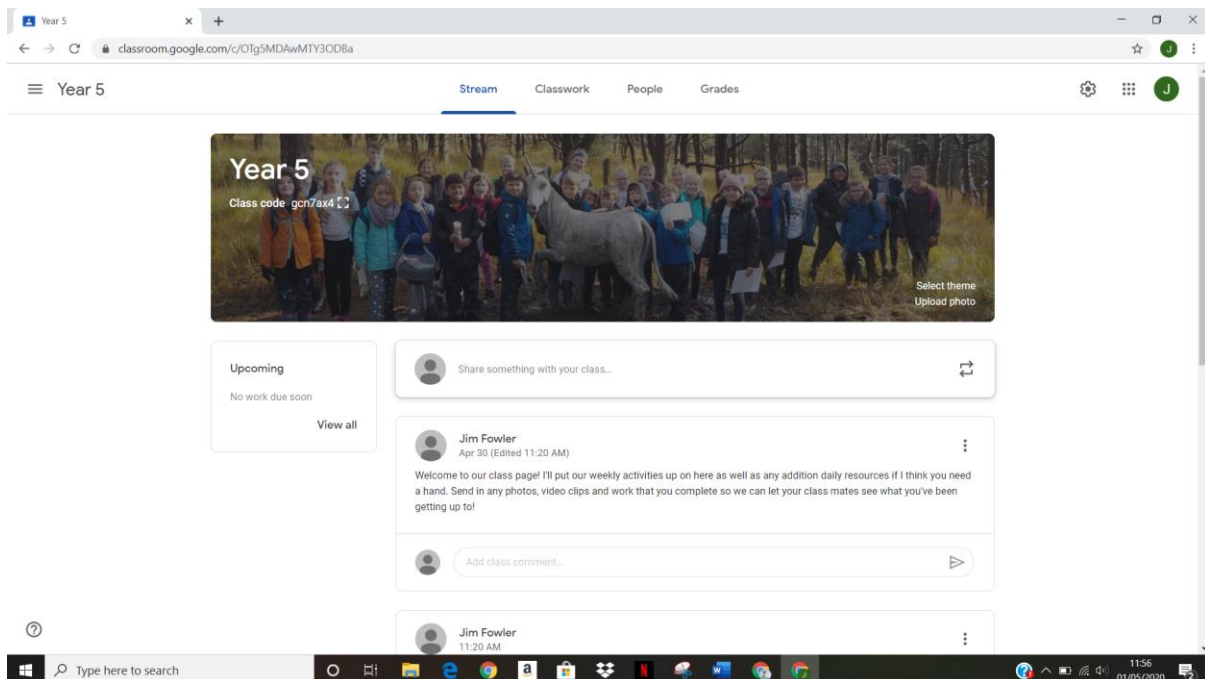 Year 5
classroom.google.com/c/OTg5MDAwMTY3ODBa
J
Year 5
Stream Classwork People Grades
J
Year 5
Class code gcn7ax4
Select theme
Upload photo
Upcoming
No work due soon
View all
Share something with your class...
Jim Fowler
Apr 30 (Edited 11:20 AM)
Welcome to our class page! I'll put our weekly activities up on here as well as any addition daily resources if I think you need
a hand. Send in any photos, video clips and work that you complete so we can let your class mates see what you've been
getting up to!
Add class comment...
Jim Fowler
11:20 AM
Type here to search
11:56
01/05/2020